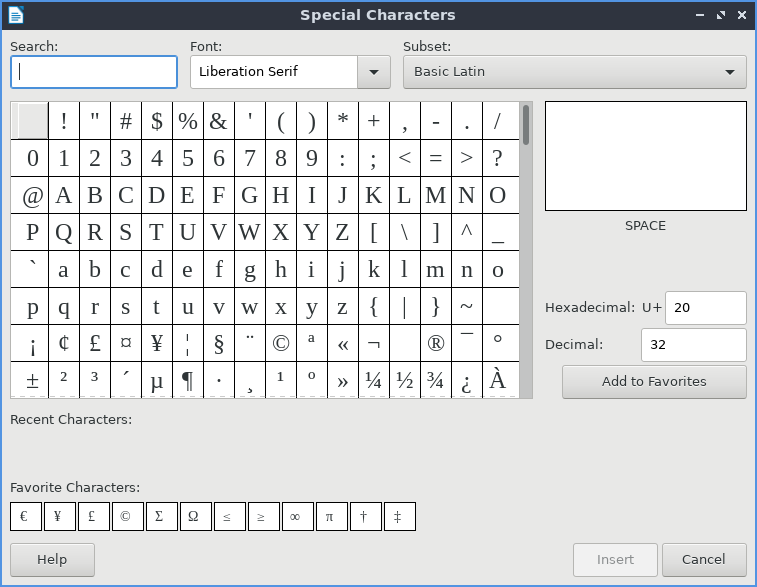 Special Characters
Search: Font: Subset:
Liberation Serif Basic Latin
! " # $ % & ' ( ) * + , - . /
0 1 2 3 4 5 6 7 8 9 : ; < = > ?
@ A B C D E F G H I J K L M N O
P Q R S T U V W X Y Z [ \ ] ^ _
` a b c d e f g h i j k l m n o
p q r s t u v w x y z { | } ~
¡ ¢ £ ¤ ¥ ¦ § ¨ © ª « ¬ ® ¯ °
± ² ³ ´ µ ¶ · ¸ ¹ º » ¼ ½ ¾ ¿ À
SPACE
Hexadecimal: U+ 20
Decimal: 32
Add to Favorites
Recent Characters:
Favorite Characters:
€ ¥ £ © Σ Ω ≤ ≥ ∞ π † ‡
Help Insert Cancel